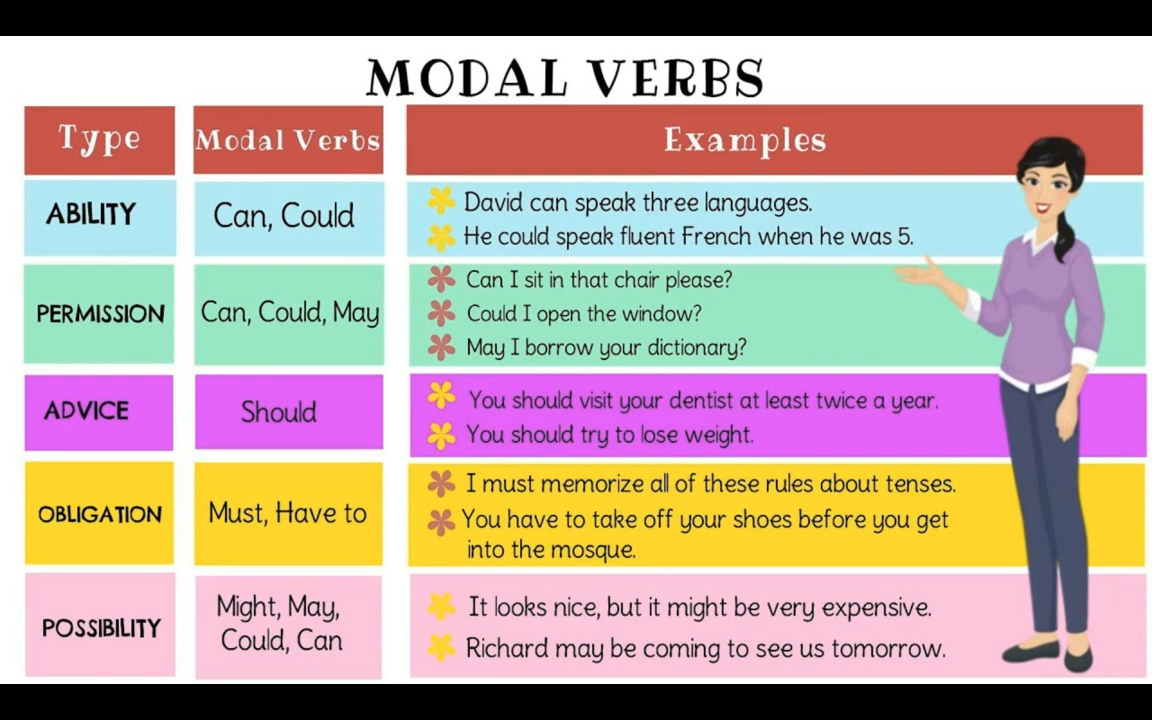 MODAL VERBS
Type
Modal Verbs
Examples
ABILITY
Can, Could
David can speak three languages.
He could speak fluent French when he was 5.
PERMISSION
Can, Could, May
Can I sit in that chair please?
Could I open the window?
May I borrow your dictionary?
ADVICE
Should
You should visit your dentist at least twice a year.
You should try to lose weight.
OBLIGATION
Must, Have to
I must memorize all of these rules about tenses.
You have to take off your shoes before you get
into the mosque.
POSSIBILITY
Might, May,
Could, Can
It looks nice, but it might be very expensive.
Richard may be coming to see us tomorrow.